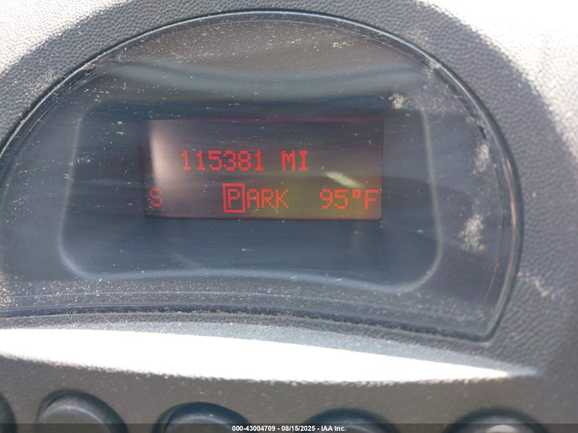 115381 MI
S PARK 95°F
000-43004709 - 08/15/2025 - IAA Inc.